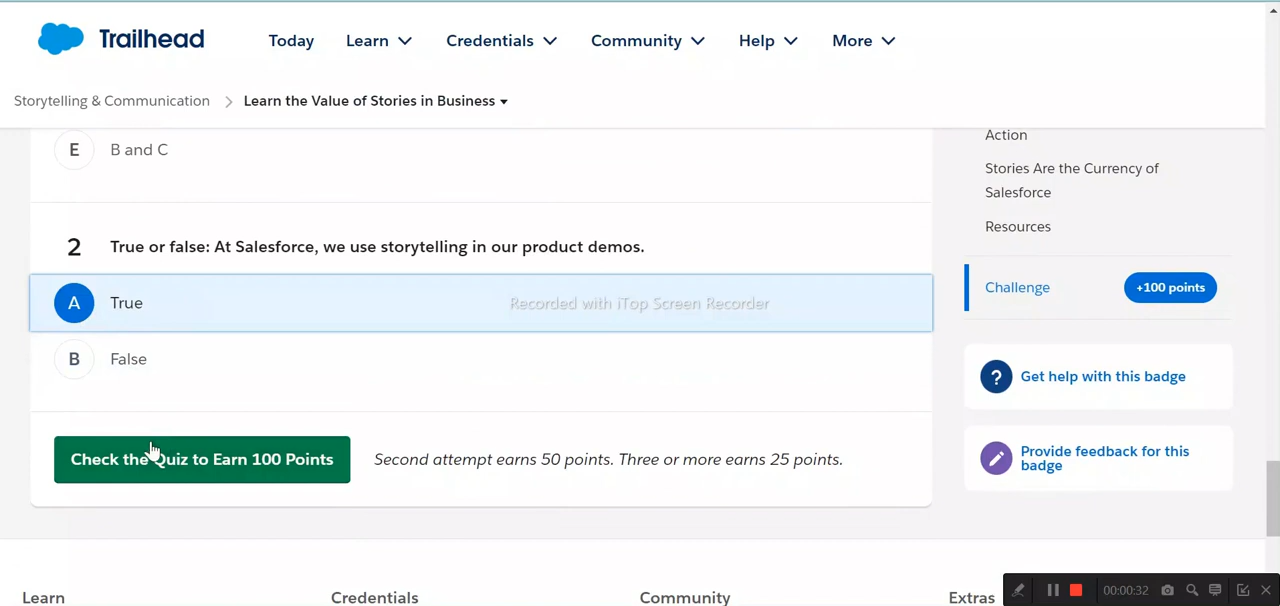 Trailhead
Today Learn Credentials Community Help More
Storytelling & Communication > Learn the Value of Stories in Business
E B and C
2 True or false: At Salesforce, we use storytelling in our product demos.
A True
Recorded with iTop Screen Recorder
B False
Check the Quiz to Earn 100 Points
Second attempt earns 50 points. Three or more earns 25 points.
Action
Stories Are the Currency of
Salesforce
Resources
Challenge +100 points
? Get help with this badge
Provide feedback for this
badge
Learn Credentials Community Extras
00:00:32